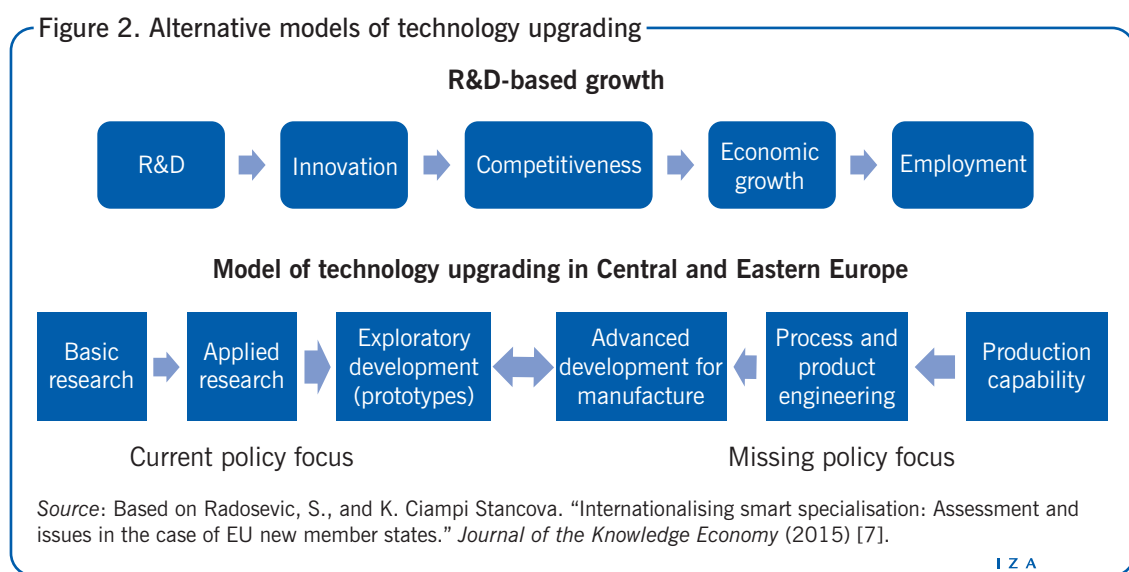 Figure 2. Alternative models of technology upgrading
R&D-based growth
R&D
Innovation
Competitiveness
Economic
growth
Employment
Model of technology upgrading in Central and Eastern Europe
Basic
research
Applied
research
Exploratory
development
(prototypes)
Advanced
development for
manufacture
Process and
product
engineering
Production
capability
Current policy focus
Missing policy focus
Source: Based on Radosevic, S., and K. Ciampi Stancova. “Internationalising smart specialisation: Assessment and
issues in the case of EU new member states.” Journal of the Knowledge Economy (2015) [7].
I Z A